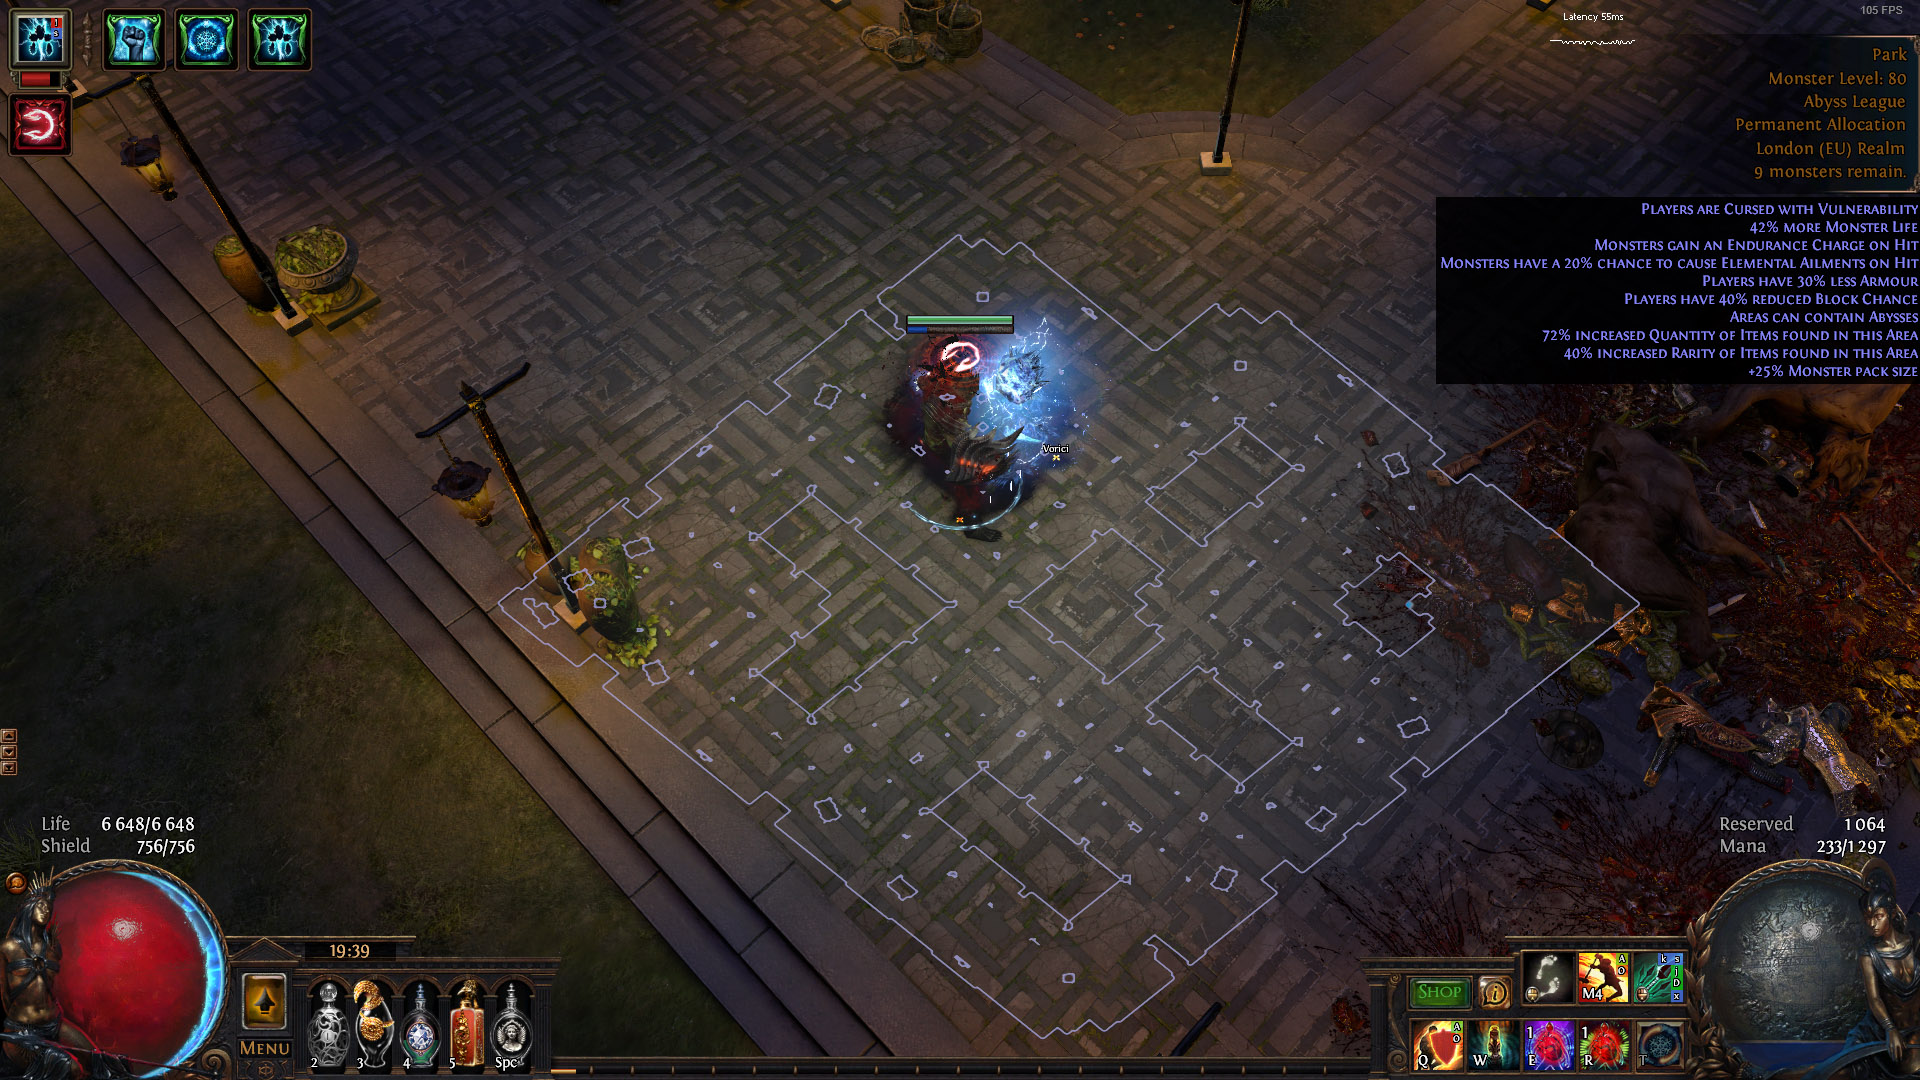 105 FPS
Latency 55ms
Park
Monster Level: 80
Abyss League
Permanent Allocation
London (EU) Realm
9 monsters remain.
Players are Cursed with Vulnerability
42% more Monster Life
Monsters gain an Endurance Charge on Hit
Monsters have a 20% chance to cause Elemental Ailments on Hit
Players have 30% less Armour
Players have 40% reduced Block Chance
Areas can contain Abysses
72% increased Quantity of Items found in this Area
40% increased Rarity of Items found in this Area
+25% Monster pack size
Vorici
Life 6 648/6 648
Shield 756/756
Reserved 1 064
Mana 233/1 297
19:39
Menu
2 3 4 5 Spc
Shop
M4 A O
k s j D x
Q A O W 1 E 1 R T